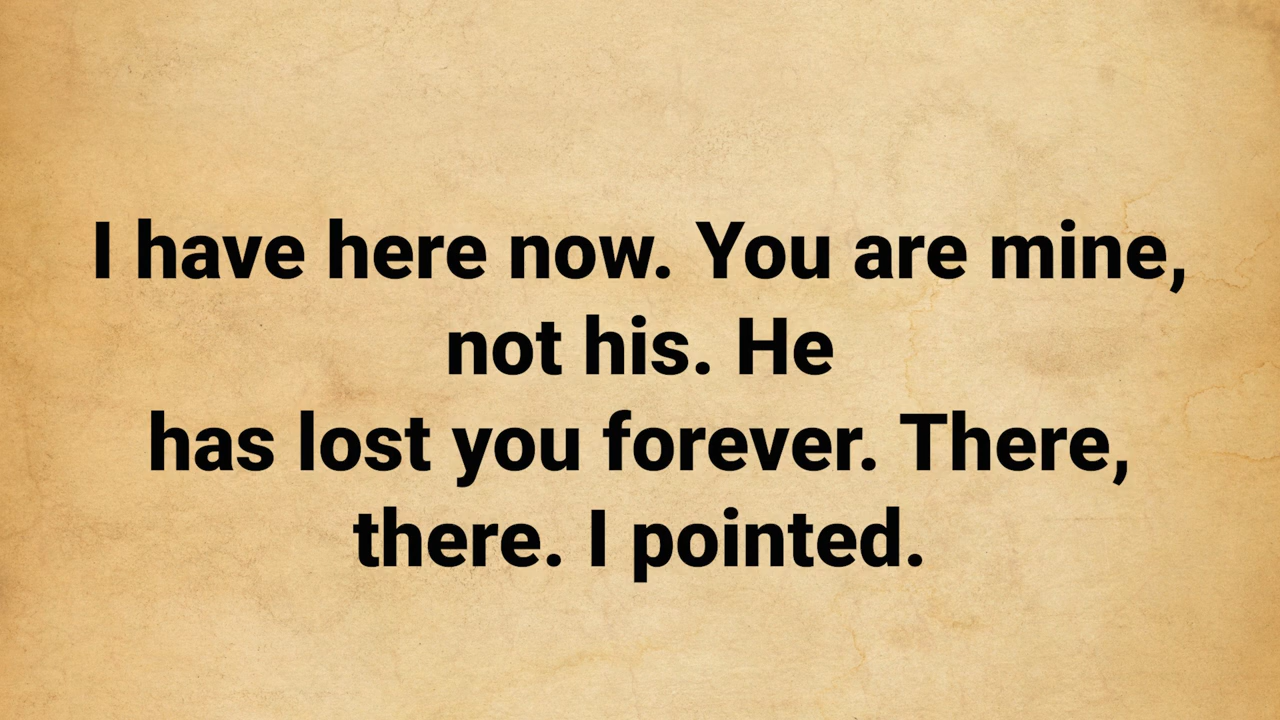 I have here now. You are mine,
not his. He
has lost you forever. There,
there. I pointed.